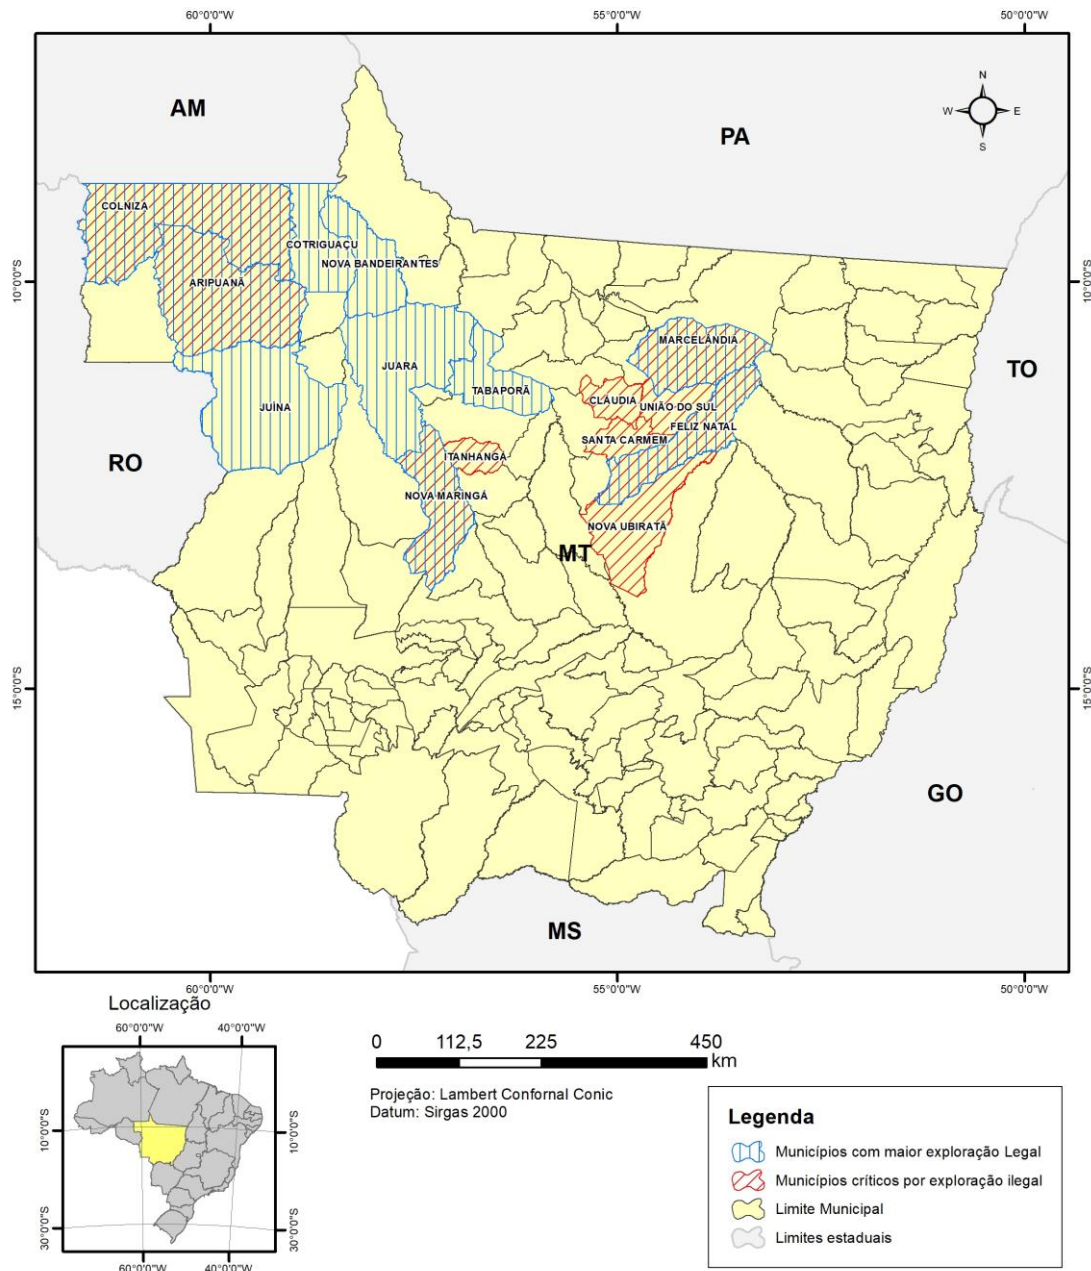 60°0'0"W 55°0'0"W 50°0'0"W
N
W E
S
AM
PA
COLNIZA
COTRIGUAÇU
NOVA BANDEIRANTES
ARIPUANÃ
10°0'0"S 10°0'0"S
MARCELÂNDIA
JUARA
TO
TABAPORÃ
CLÁUDIA
JUÍNA
UNIÃO DO SUL
FELIZ NATAL
SANTA CARMEM
ITANHANGÁ
RO
NOVA MARINGÁ
NOVA UBIRATÃ
MT
15°0'0"S 15°0'0"S
GO
MS
60°0'0"W 55°0'0"W 50°0'0"W
Localização
60°0'0"W 40°0'0"W
10°0'0"S 10°0'0"S
30°0'0"S 30°0'0"S
60°0'0"W 40°0'0"W
0 112,5 225 450
km
Projeção: Lambert Confornal Conic
Datum: Sirgas 2000
Legenda
Municípios com maior exploração Legal
Municípios críticos por exploração ilegal
Limite Municipal
Limites estaduais